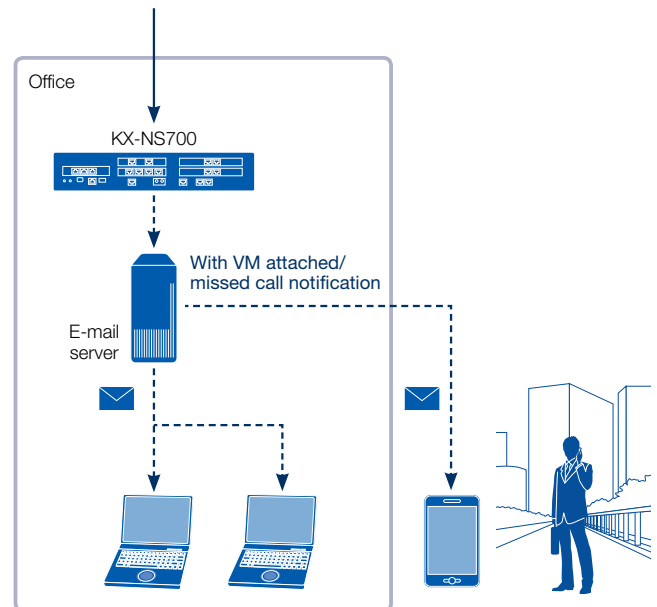 Office
KX-NS700
With VM attached/
missed call notification
E-mail
server